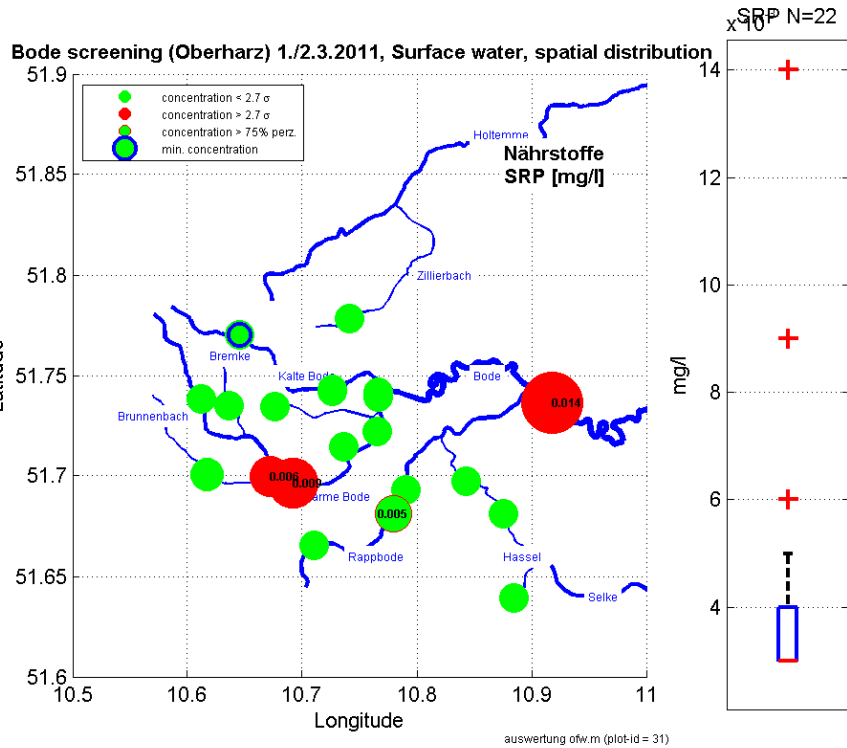 Bode screening (Oberharz) 1./2.3.2011, Surface water, spatial distribution
SRP N=22
51.9
51.85
51.8
51.75
51.7
51.65
51.6
10.5
10.6
10.7
10.8
10.9
11
Longitude
Latitude
concentration < 2.7 σ
concentration > 2.7 σ
concentration > 75% perz.
min. concentration
Nährstoffe
SRP [mg/l]
Holtemme
Zillierbach
Bremke
Kalte Bode
Bode
Brunnenbach
0.014
0.006
0.009
arme Bode
0.005
Rappbode
Hassel
Selke
mg/l
14
12
10
8
6
4
auswertung ofw.m (plot-id = 31)